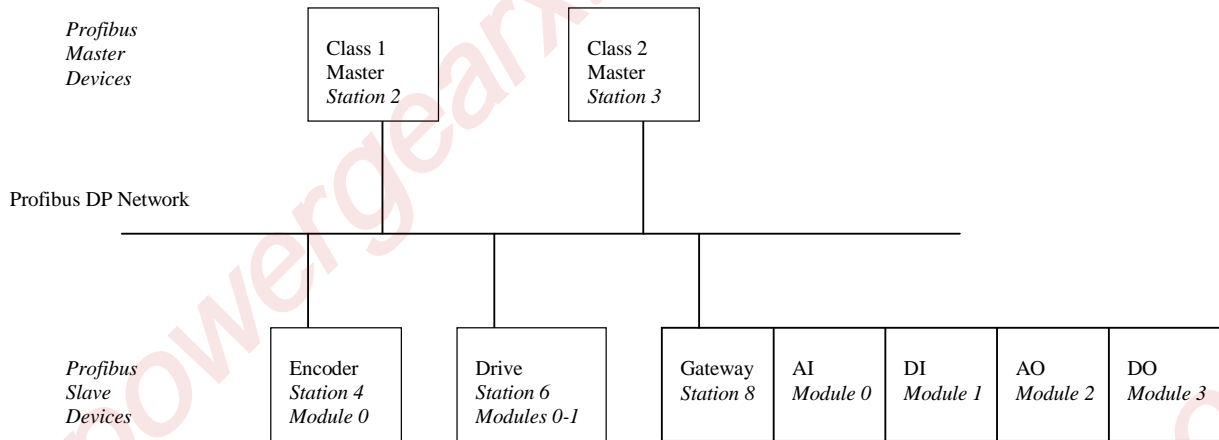 Profibus
Master
Devices
Class 1
Master
Station 2
Class 2
Master
Station 3
Profibus DP Network
Profibus
Slave
Devices
Encoder
Station 4
Module 0
Drive
Station 6
Modules 0-1
Gateway
Station 8
AI
Module 0
DI
Module 1
AO
Module 2
DO
Module 3
powergearx